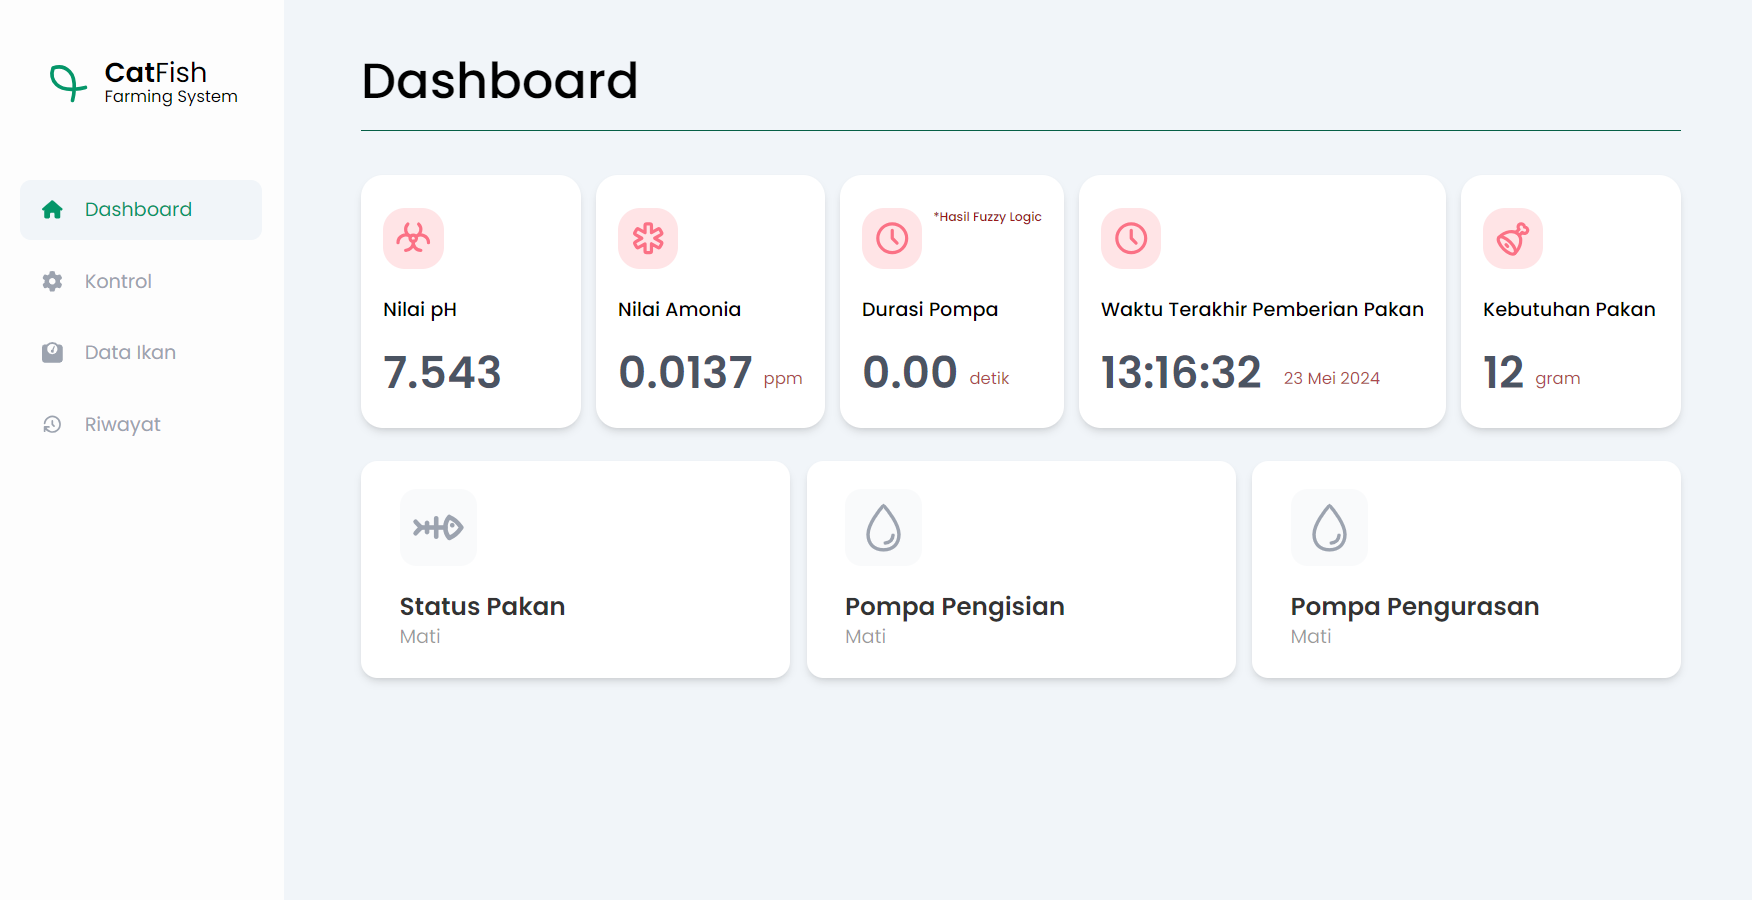 CatFish
Farming System
Dashboard
Kontrol
Data Ikan
Riwayat
Dashboard
Nilai pH
7.543
Nilai Amonia
0.0137 ppm
*Hasil Fuzzy Logic
Durasi Pompa
0.00 detik
Waktu Terakhir Pemberian Pakan
13:16:32 23 Mei 2024
Kebutuhan Pakan
12 gram
Status Pakan
Mati
Pompa Pengisian
Mati
Pompa Pengurasan
Mati